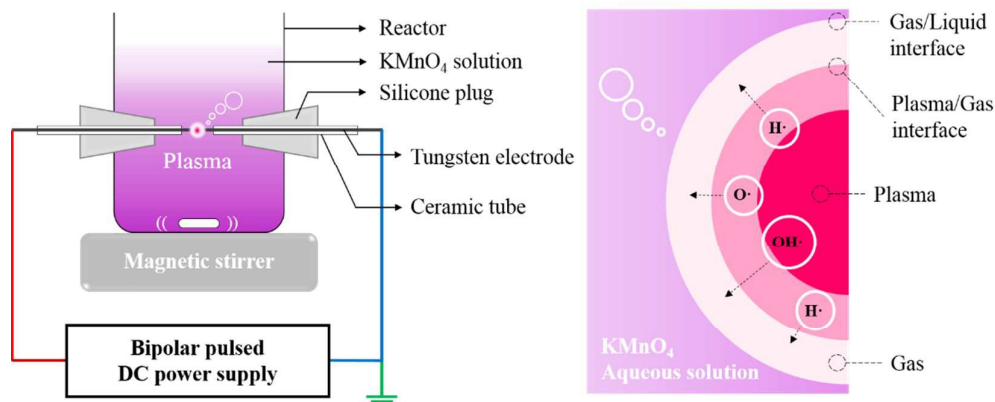 Reactor
KMnO₄ solution
Silicone plug
Plasma
Tungsten electrode
Ceramic tube
(( ))
Magnetic stirrer
Bipolar pulsed
DC power supply
Gas/Liquid
interface
Plasma/Gas
interface
H·
O·
Plasma
OH·
H·
KMnO₄
Aqueous solution
Gas